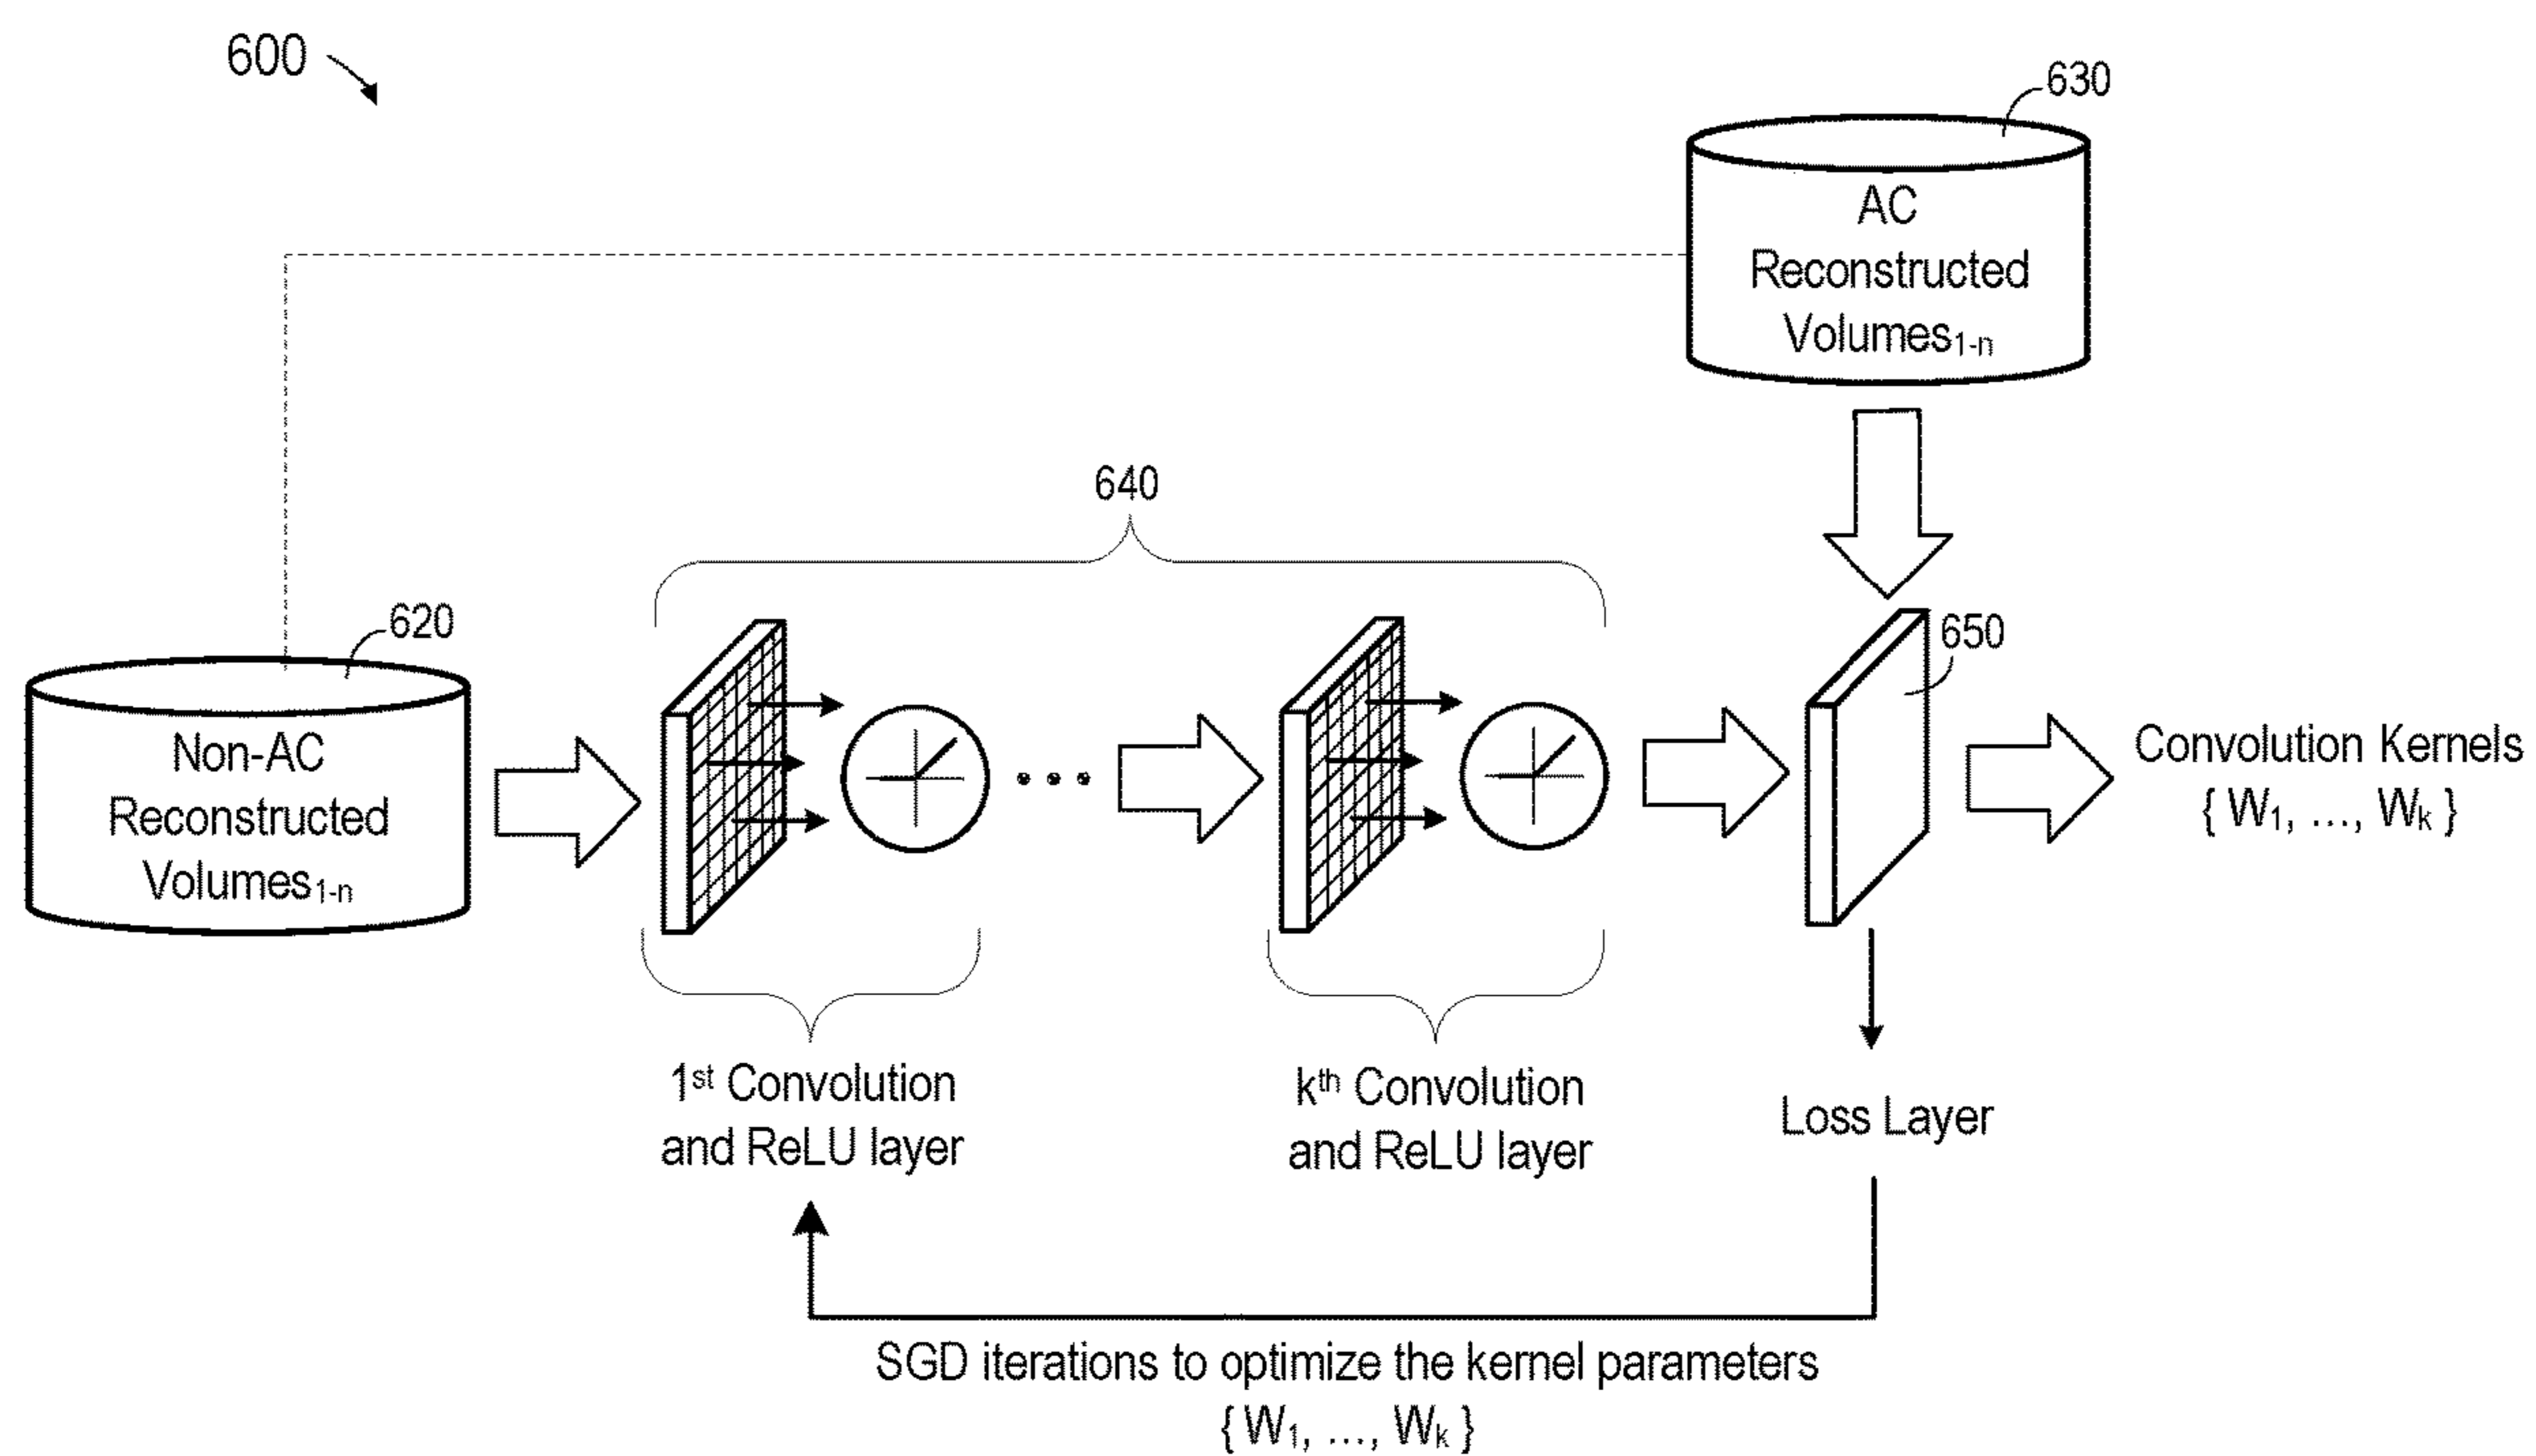 600
630
AC
Reconstructed
Volumes1-n
640
620
650
Non-AC
Reconstructed
Volumes1-n
Convolution Kernels
{ W1, ..., Wk }
1st Convolution
and ReLU layer
kth Convolution
and ReLU layer
Loss Layer
SGD iterations to optimize the kernel parameters
{ W1, ..., Wk }